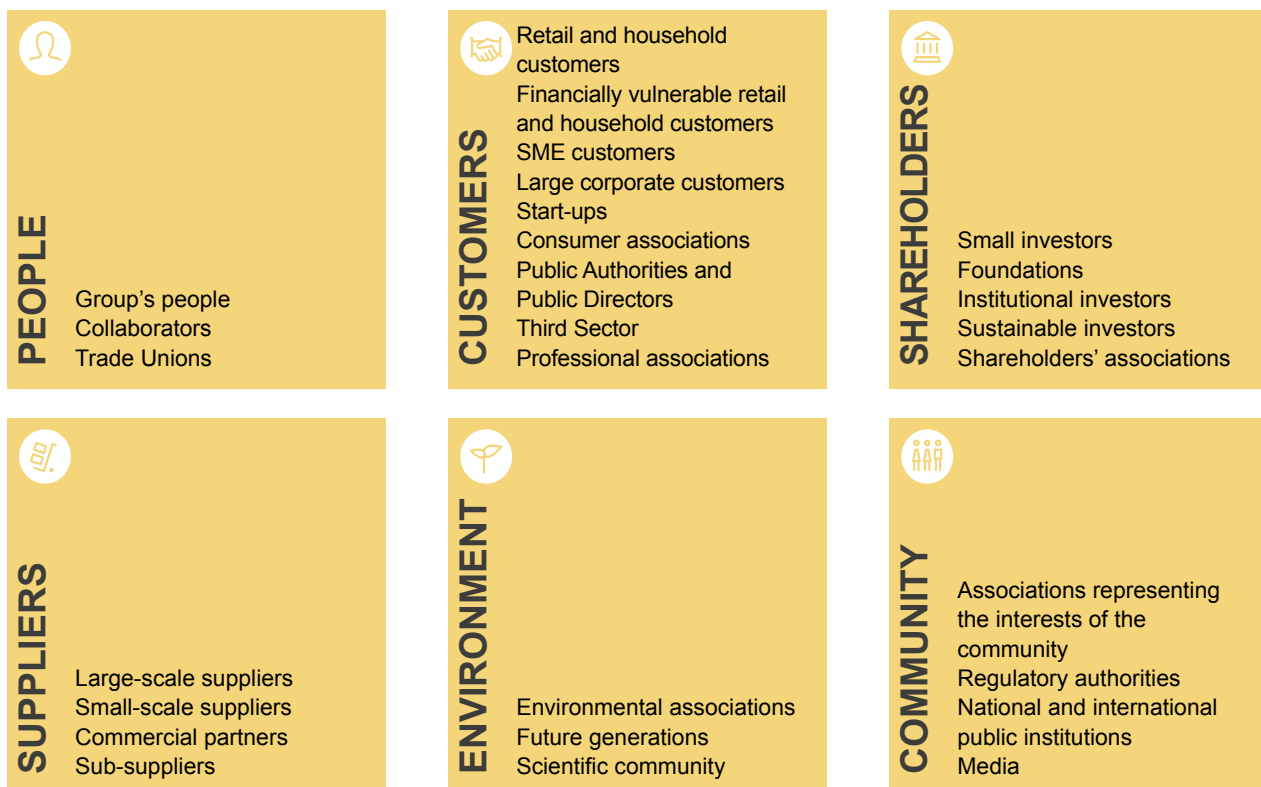 PEOPLE
Group’s people
Collaborators
Trade Unions
CUSTOMERS
Retail and household
customers
Financially vulnerable retail
and household customers
SME customers
Large corporate customers
Start-ups
Consumer associations
Public Authorities and
Public Directors
Third Sector
Professional associations
SHAREHOLDERS
Small investors
Foundations
Institutional investors
Sustainable investors
Shareholders’ associations
SUPPLIERS
Large-scale suppliers
Small-scale suppliers
Commercial partners
Sub-suppliers
ENVIRONMENT
Environmental associations
Future generations
Scientific community
COMMUNITY
Associations representing
the interests of the
community
Regulatory authorities
National and international
public institutions
Media